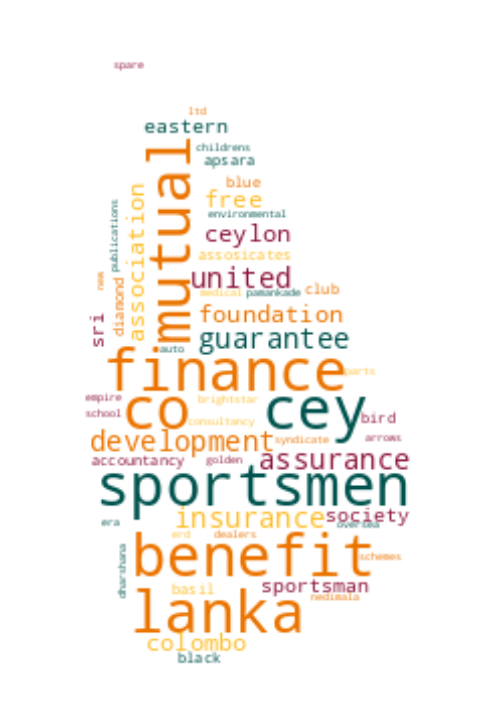 spare
ltd
eastern
childrens
apsara
mutual
blue
association
free
publications
environmental
ceylon
assosicates
united
new
diamond
medical
pamankade
club
foundation
sri
guarantee
auto
finance
parts
empire
brightstar
co
cey
school
bird
consultancy
development
syndicate
arrows
accountancy
golden
assurance
sportsmen
insurance
society
era
oversea
erd
dealers
benefit
schemes
dharshana
basil
sportsman
nedimala
lanka
colombo
black